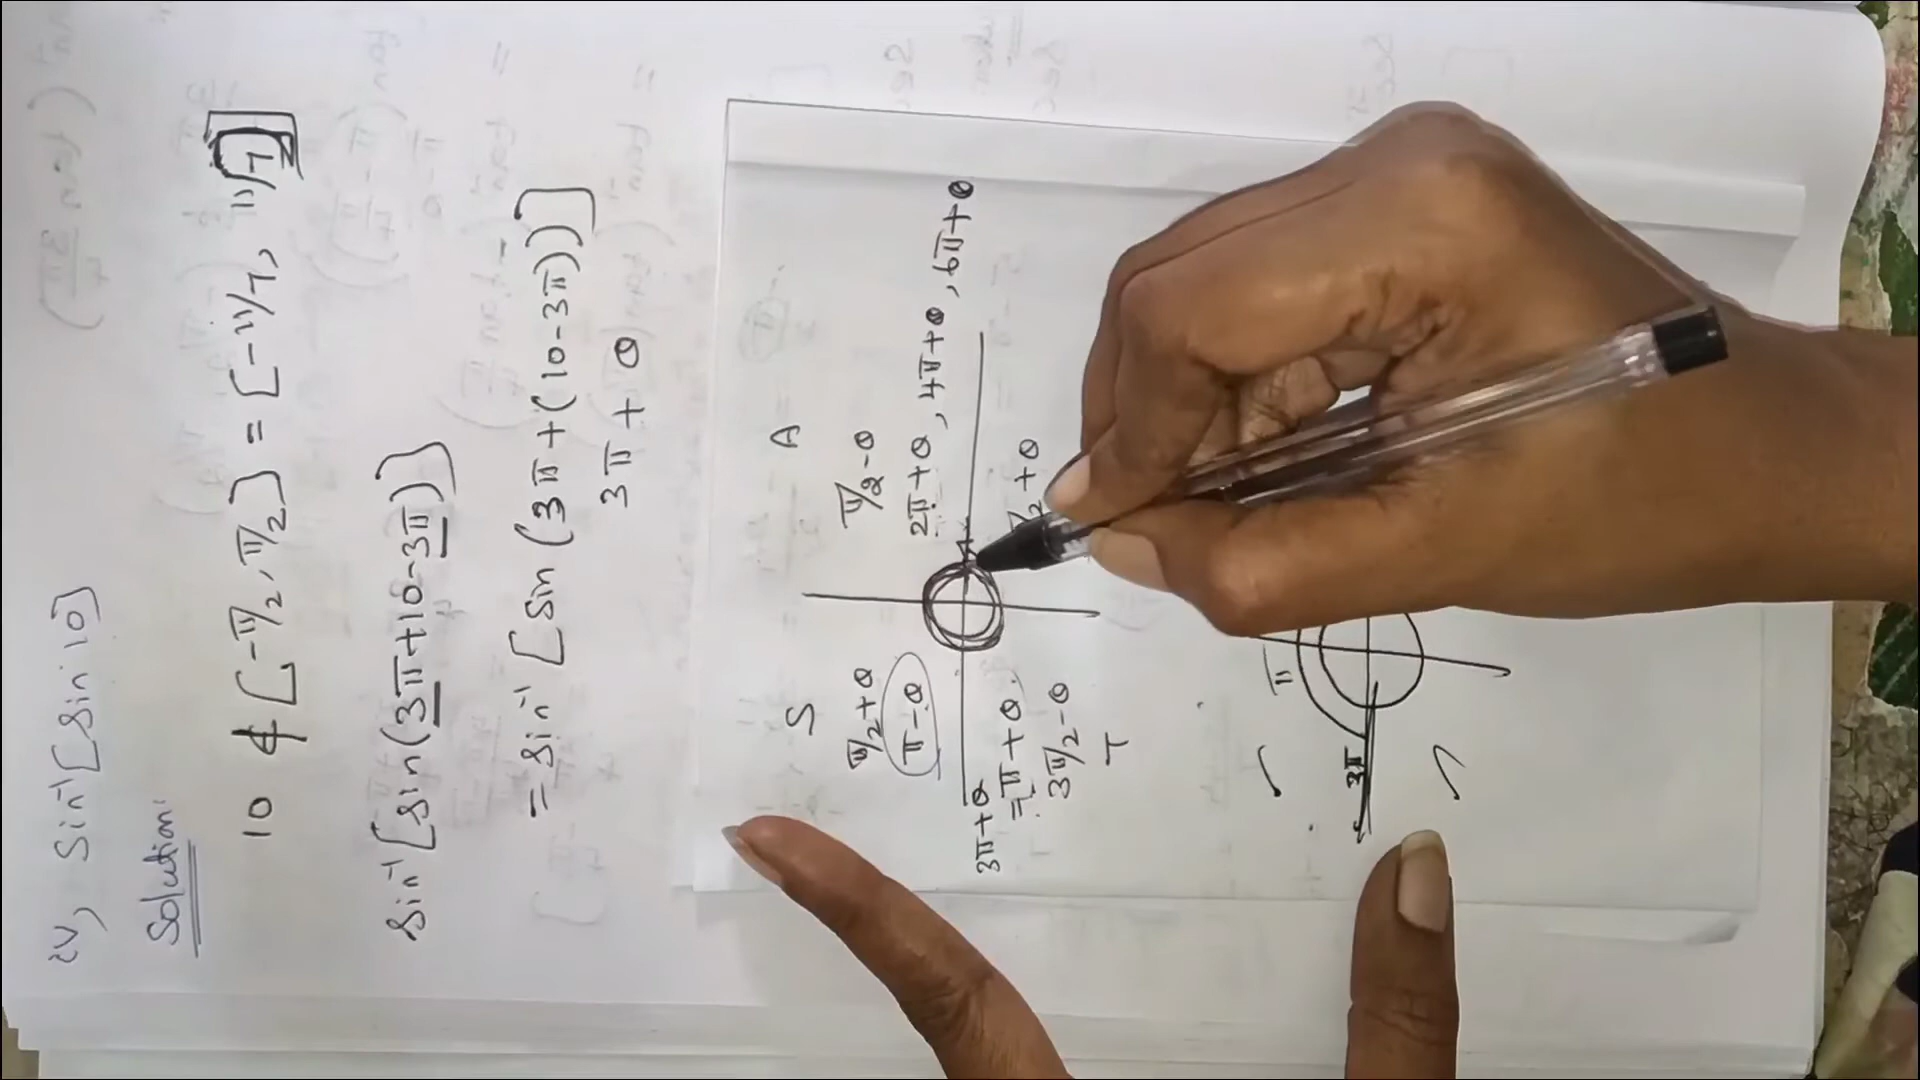 iv, Sin⁻¹[Sin 10]
Solution:
10 ∉ [-π/2, π/2] = [-11/7, 11/7]
Sin⁻¹[Sin(3π+10-3π)]
= Sin⁻¹[Sin(3π+(10-3π))]
3π + θ
S A
π/2+θ π/2-θ
π-θ 2π+θ, 4π+θ, 6π+θ
3π+θ
=π+θ.
3π/2-θ
T
π
3π